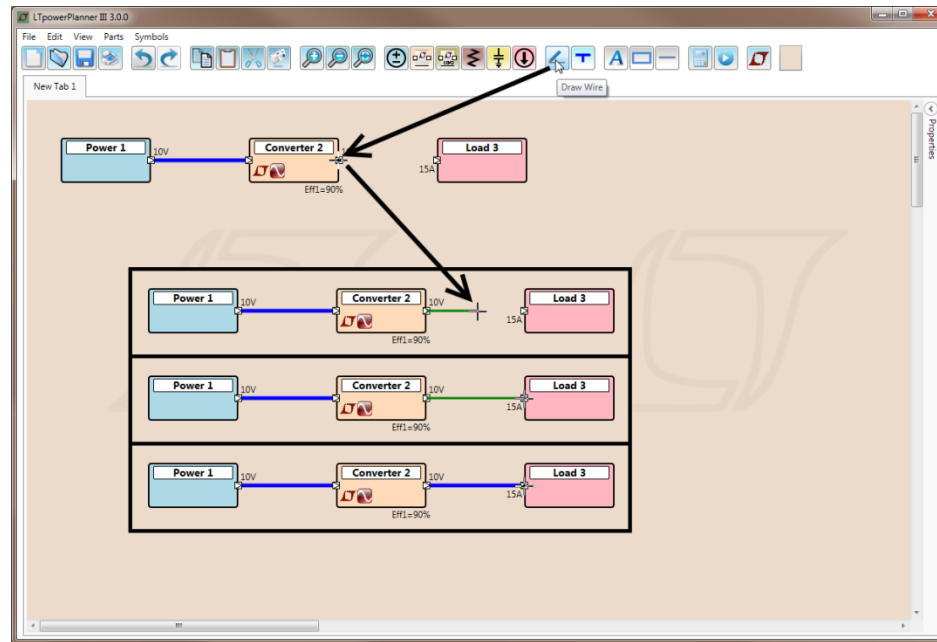 LTpowerPlanner III 3.0.0
File Edit View Parts Symbols
Draw Wire
New Tab 1
Properties
Power 1
10V
Converter 2
Eff1=90%
Load 3
15A
Power 1
10V
Converter 2
10V
Eff1=90%
Load 3
15A
Power 1
10V
Converter 2
10V
Eff1=90%
Load 3
15A
Power 1
10V
Converter 2
10V
Eff1=90%
Load 3
15A